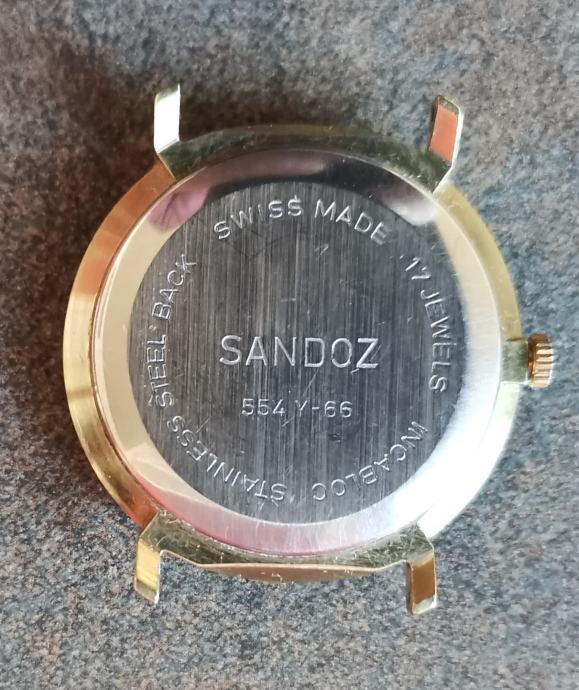 SWISS MADE 17 JEWELS INCABLOC STAINLESS STEEL BACK
SANDOZ
554 Y-66